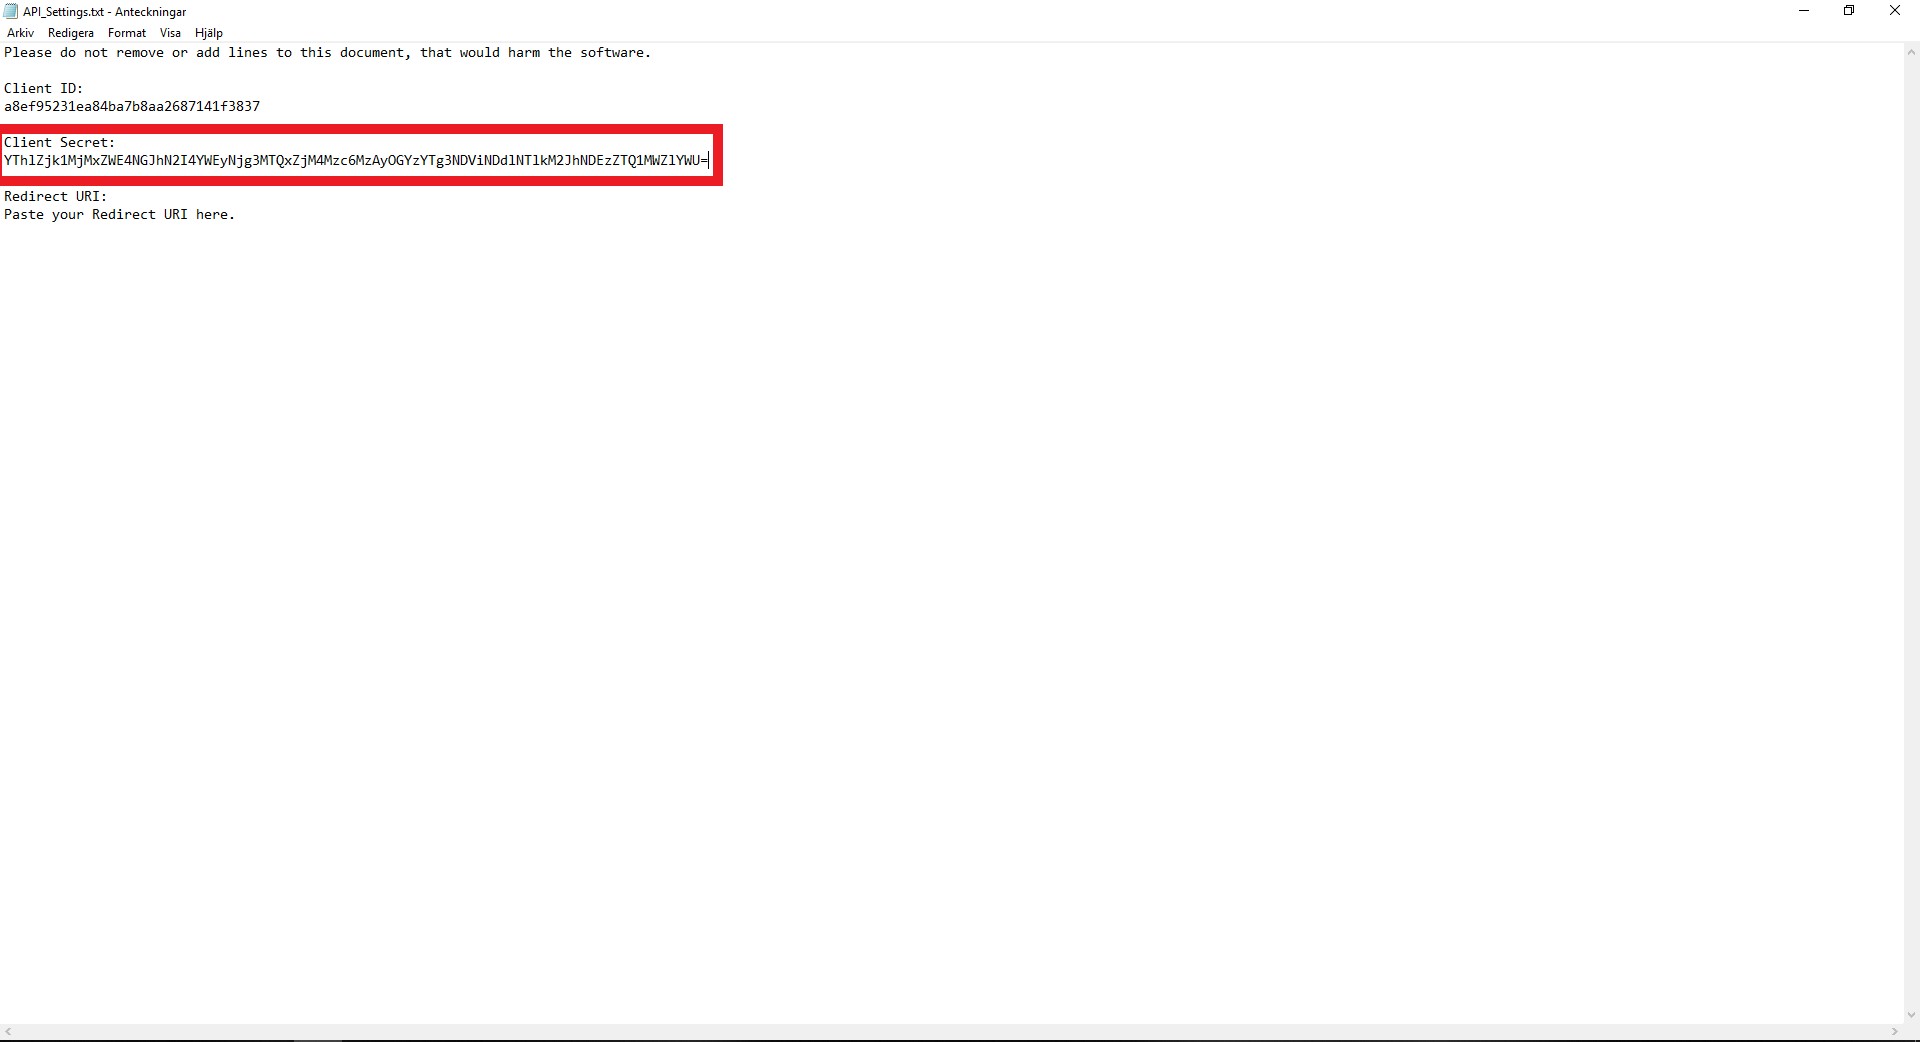 API_Settings.txt - Anteckningar
Arkiv Redigera Format Visa Hjälp
Please do not remove or add lines to this document, that would harm the software.
Client ID:
a8ef95231ea84ba7b8aa2687141f3837
Client Secret:
YThlZjk1MjMxZWE4NGJhN2I4YWEyNjg3MTQxZjM4Mzc6MzAyOGYzYTg3NDViNDdlNTlkM2JhNDEzZTQ1MWZlYWU=
Redirect URI:
Paste your Redirect URI here.